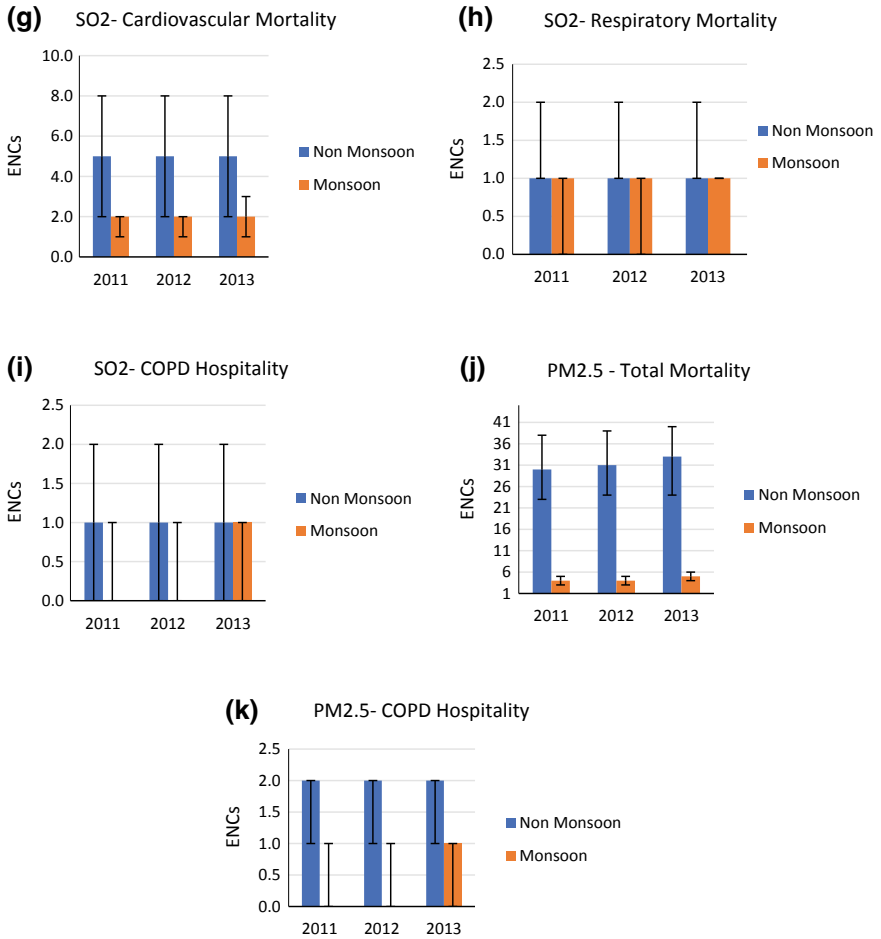 (g) SO2- Cardiovascular Mortality
10.0
8.0
6.0
4.0
2.0
0.0
ENCs
2011 2012 2013
Non Monsoon
Monsoon
(h) SO2- Respiratory Mortality
2.5
2.0
1.5
1.0
0.5
0.0
ENCs
2011 2012 2013
Non Monsoon
Monsoon
(i) SO2- COPD Hospitality
2.5
2.0
1.5
1.0
0.5
0.0
ENCs
2011 2012 2013
Non Monsoon
Monsoon
(j) PM2.5 - Total Mortality
41
36
31
26
21
16
11
6
1
ENCs
2011 2012 2013
Non Monsoon
Monsoon
(k) PM2.5- COPD Hospitality
2.5
2.0
1.5
1.0
0.5
0.0
ENCs
2011 2012 2013
Non Monsoon
Monsoon